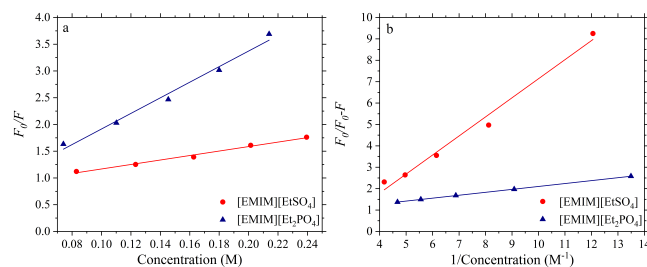 a
4.0
3.5
3.0
2.5
2.0
1.5
1.0
0.5
0.0
F₀/F
[EMIM][EtSO₄]
[EMIM][Et₂PO₄]
0.08 0.10 0.12 0.14 0.16 0.18 0.20 0.22 0.24
Concentration (M)
b
10
9
8
7
6
5
4
3
2
1
0
F₀/F₀-F
[EMIM][EtSO₄]
[EMIM][Et₂PO₄]
4 5 6 7 8 9 10 11 12 13 14
1/Concentration (M⁻¹)